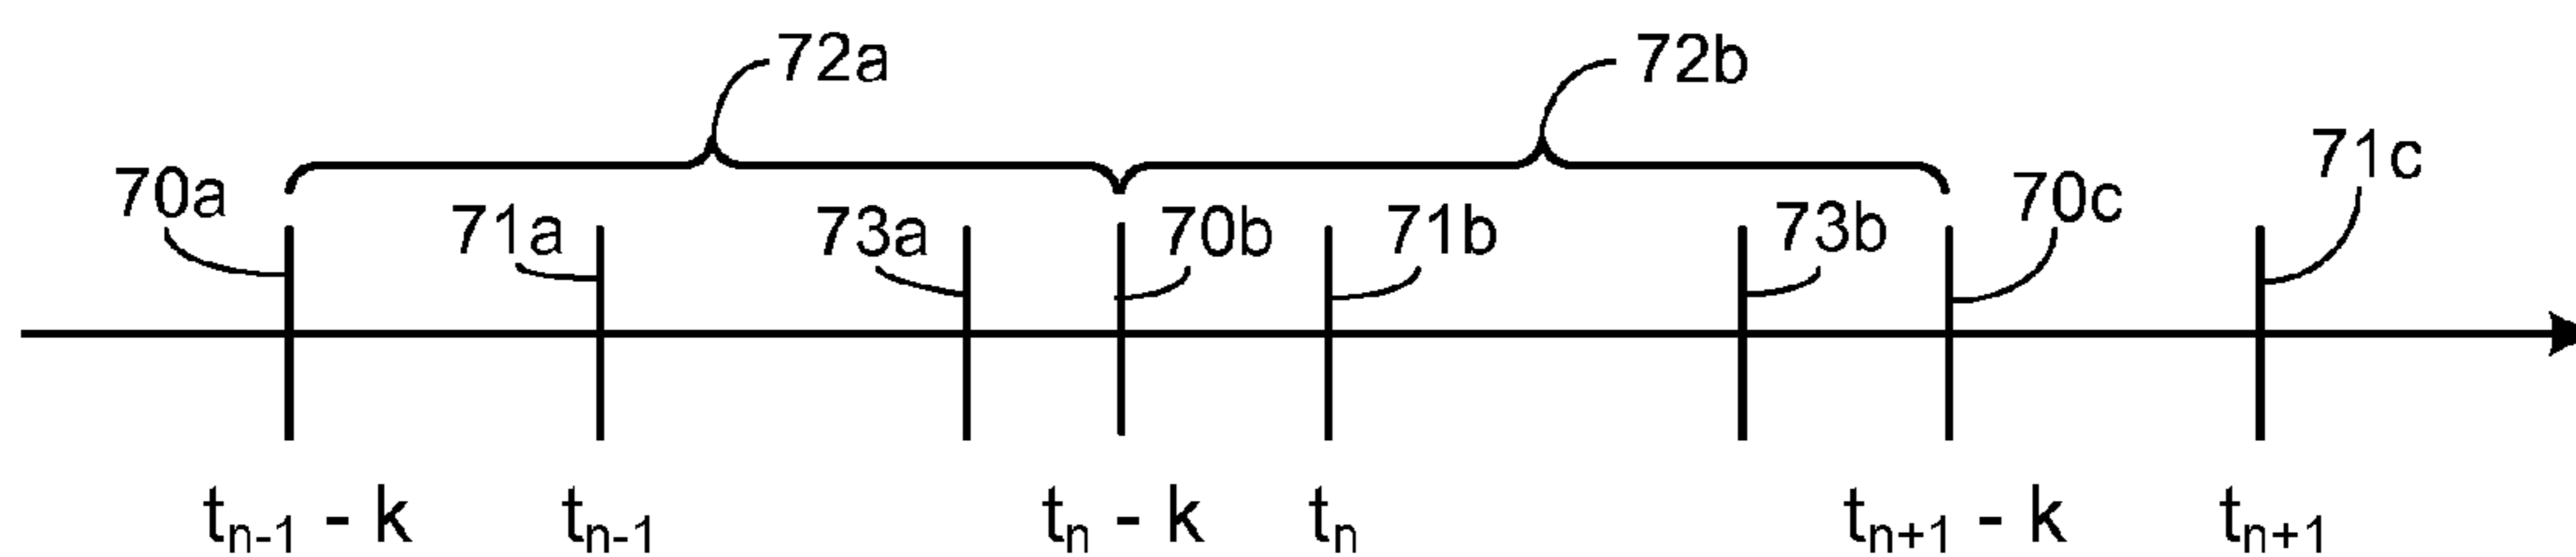 72a 72b
70a 71a 73a 70b 71b 73b 70c 71c
tₙ₋₁ - k tₙ₋₁ tₙ - k tₙ tₙ₊₁ - k tₙ₊₁